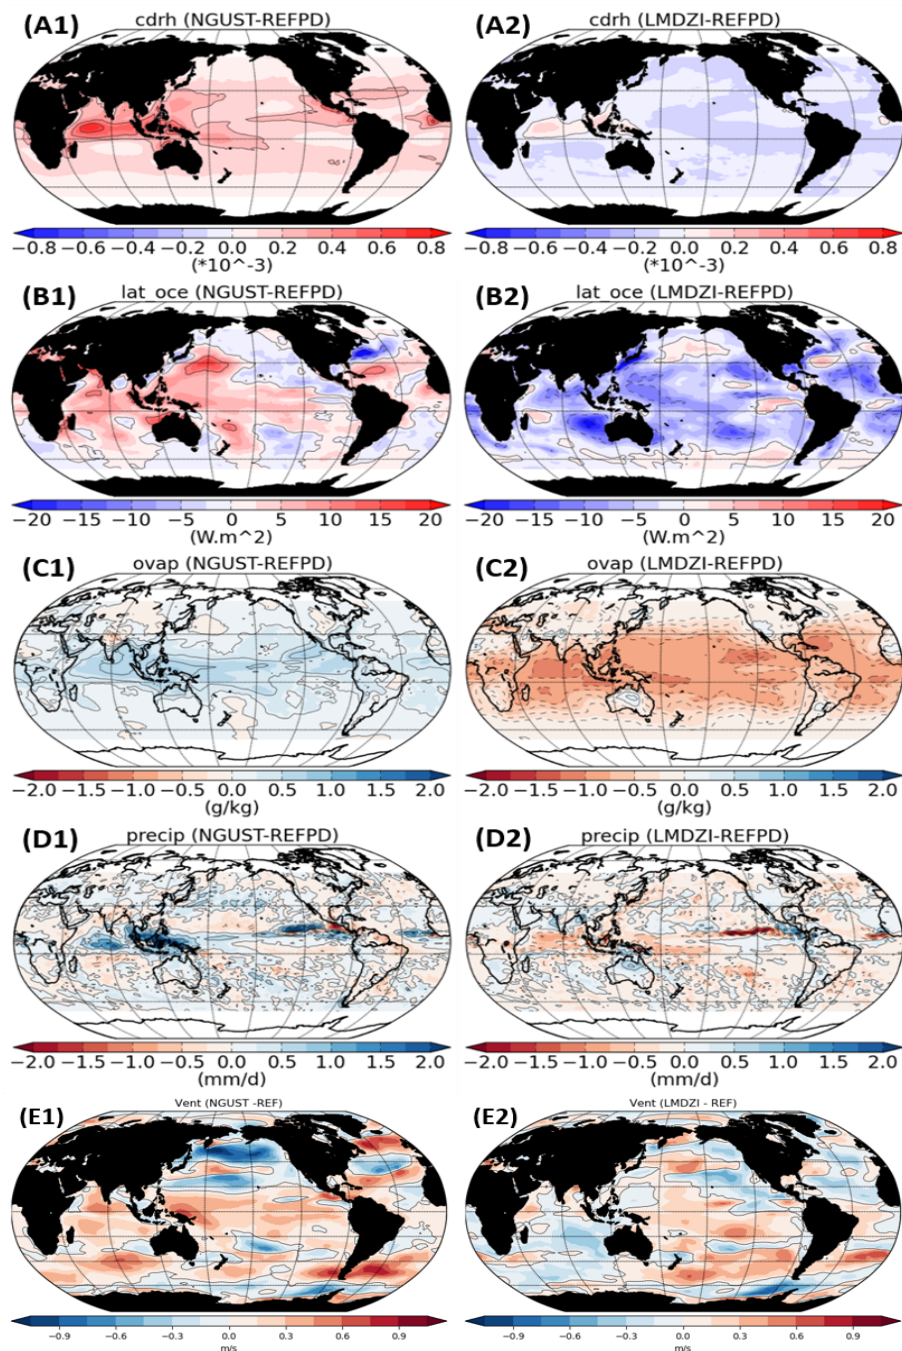 (A1)
cdrh (NGUST-REFPD)
−0.8 −0.6 −0.4 −0.2 0.0 0.2 0.4 0.6 0.8
(*10^-3)
(A2)
cdrh (LMDZI-REFPD)
−0.8 −0.6 −0.4 −0.2 0.0 0.2 0.4 0.6 0.8
(*10^-3)
(B1)
lat_oce (NGUST-REFPD)
−20 −15 −10 −5 0 5 10 15 20
(W.m^2)
(B2)
lat_oce (LMDZI-REFPD)
−20 −15 −10 −5 0 5 10 15 20
(W.m^2)
(C1)
ovap (NGUST-REFPD)
−2.0 −1.5 −1.0 −0.5 0.0 0.5 1.0 1.5 2.0
(g/kg)
(C2)
ovap (LMDZI-REFPD)
−2.0 −1.5 −1.0 −0.5 0.0 0.5 1.0 1.5 2.0
(g/kg)
(D1)
precip (NGUST-REFPD)
−2.0 −1.5 −1.0 −0.5 0.0 0.5 1.0 1.5 2.0
(mm/d)
(D2)
precip (LMDZI-REFPD)
−2.0 −1.5 −1.0 −0.5 0.0 0.5 1.0 1.5 2.0
(mm/d)
(E1)
Vent (NGUST -REF)
−0.9 −0.6 −0.3 0.0 0.3 0.6 0.9
m/s
(E2)
Vent (LMDZI - REF)
−0.9 −0.6 −0.3 0.0 0.3 0.6 0.9
m/s